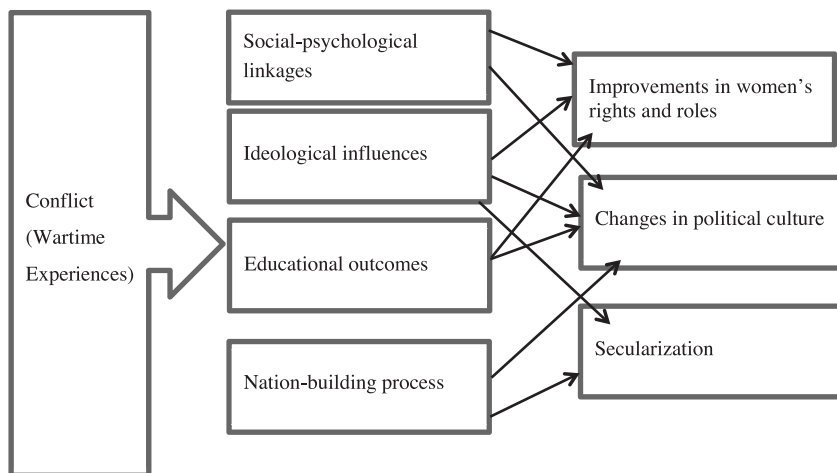 Conflict
(Wartime
Experiences)
Social-psychological
linkages
Ideological influences
Educational outcomes
Nation-building process
Improvements in women’s
rights and roles
Changes in political culture
Secularization